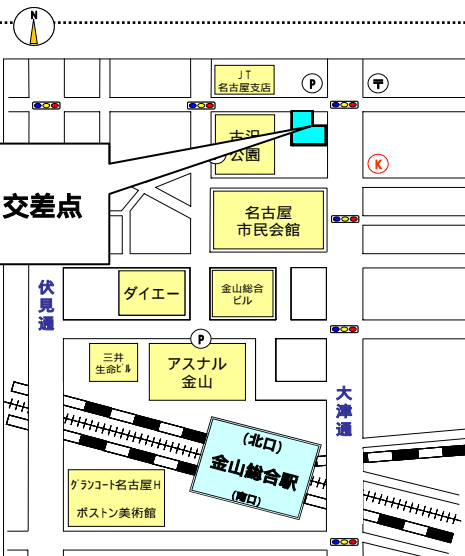 N
JT
名古屋支店
P
〒
古沢
公園
K
交差点
名古屋
市民会館
伏見通
ダイエー
金山総合
ビル
P
三井
生命ビル
アスナル
金山
大津通
(北口)
金山総合駅
(南口)
グランコート名古屋H
ボストン美術館